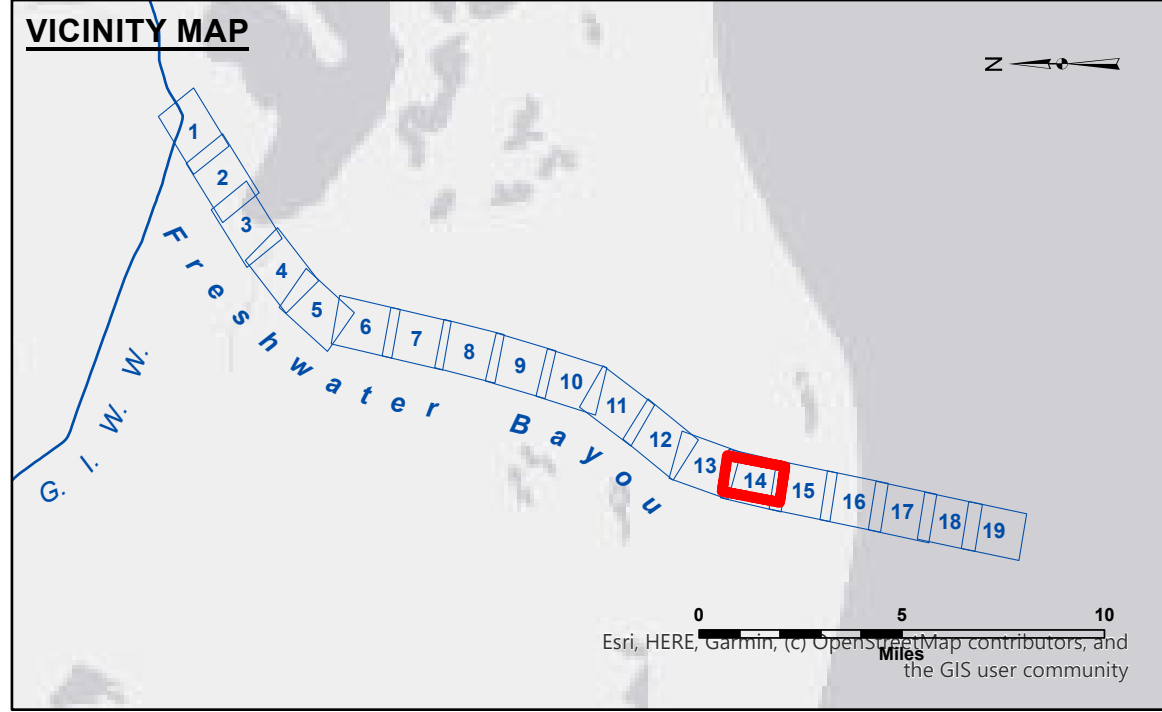 VICINITY MAP
N
1
2
3
4
5
6
7
8
9
10
11
12
13
14
15
16
17
18
19
Freshwater Bayou
G. I. W. W.
0 5 10
Miles
Esri, HERE, Garmin, (c) OpenStreetMap contributors, and
the GIS user community